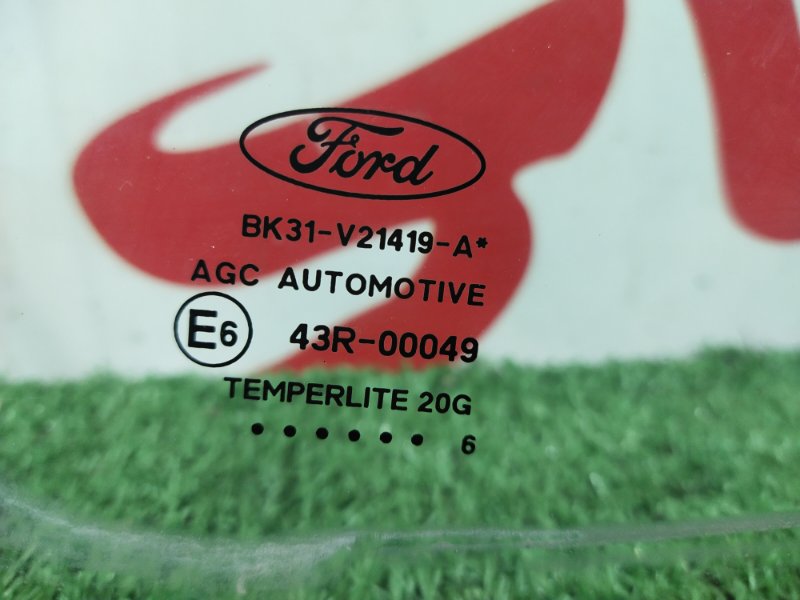 Ford
BK31-V21419-A*
AGC AUTOMOTIVE
E6 43R-00049
TEMPERLITE 20G
. . . . . . 6